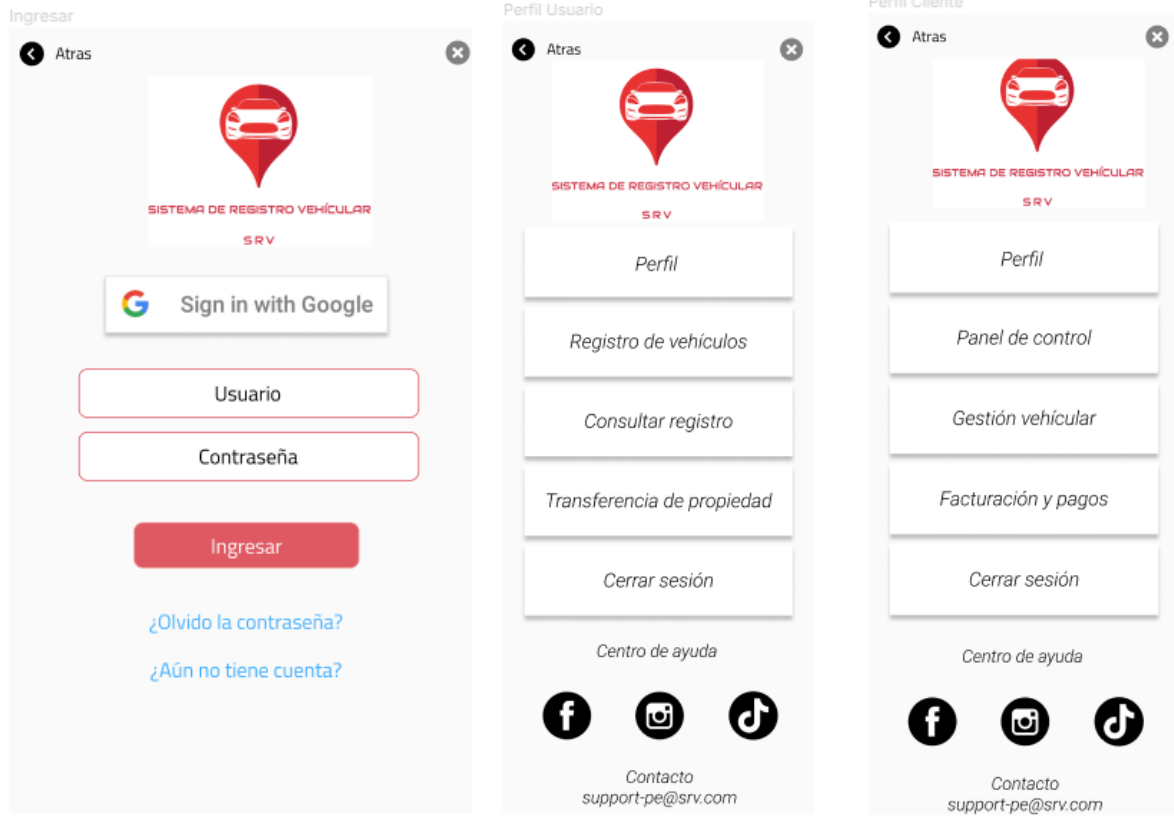 Ingresar
Atras
SISTEMA DE REGISTRO VEHÍCULAR
SRV
Sign in with Google
Usuario
Contraseña
Ingresar
¿Olvido la contraseña?
¿Aún no tiene cuenta?
Perfil Usuario
Atras
SISTEMA DE REGISTRO VEHÍCULAR
SRV
Perfil
Registro de vehículos
Consultar registro
Transferencia de propiedad
Cerrar sesión
Centro de ayuda
Contacto
support-pe@srv.com
Perfil Cliente
Atras
SISTEMA DE REGISTRO VEHÍCULAR
SRV
Perfil
Panel de control
Gestión vehícular
Facturación y pagos
Cerrar sesión
Centro de ayuda
Contacto
support-pe@srv.com